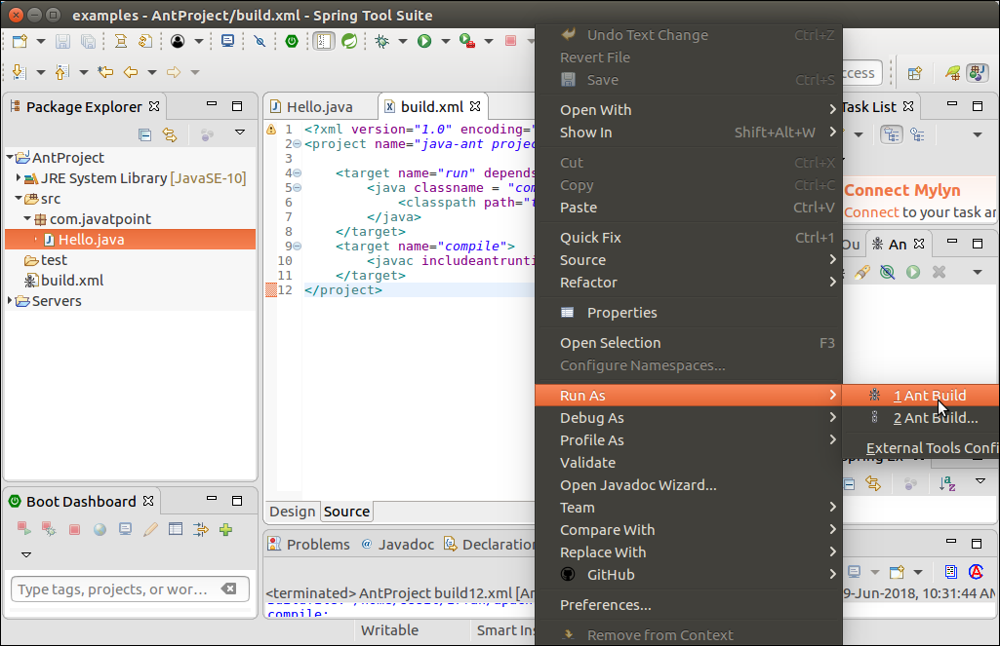 examples - AntProject/build.xml - Spring Tool Suite
Package Explorer
AntProject
JRE System Library [JavaSE-10]
src
com.javatpoint
Hello.java
test
build.xml
Servers
Boot Dashboard
Type tags, projects, or wor...
Hello.java
build.xml
1 <?xml version="1.0" encoding="
2 <project name="java-ant projec
3
4 <target name="run" depends
5 <java classname = "com
6 <classpath path="t
7 </java>
8 </target>
9 <target name="compile">
10 <javac includeantrunti
11 </target>
12 </project>
Design
Source
Problems
@ Javadoc
Declaration
<terminated> AntProject build12.xml [An
compile:
Writable
Smart Ins
Undo Text Change Ctrl+Z
Revert File
Save Ctrl+S
Open With
Show In Shift+Alt+W
Cut Ctrl+X
Copy Ctrl+C
Paste Ctrl+V
Quick Fix Ctrl+1
Source
Refactor
Properties
Open Selection F3
Configure Namespaces...
Run As
Debug As
Profile As
Validate
Open Javadoc Wizard...
Team
Compare With
Replace With
GitHub
Preferences...
Remove from Context
1 Ant Build
2 Ant Build...
External Tools Confi
ccess
Task List
Connect Mylyn
Connect to your task an
Ou
An
9-Jun-2018, 10:31:44 AM